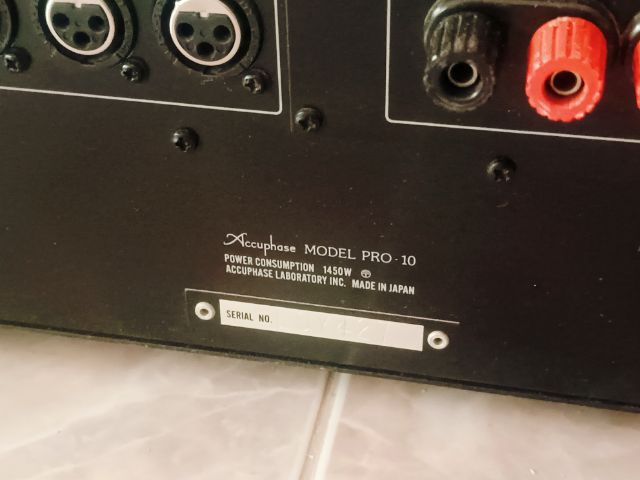 Accuphase MODEL PRO-10
POWER CONSUMPTION 1450W
ACCUPHASE LABORATORY INC. MADE IN JAPAN
SERIAL NO.